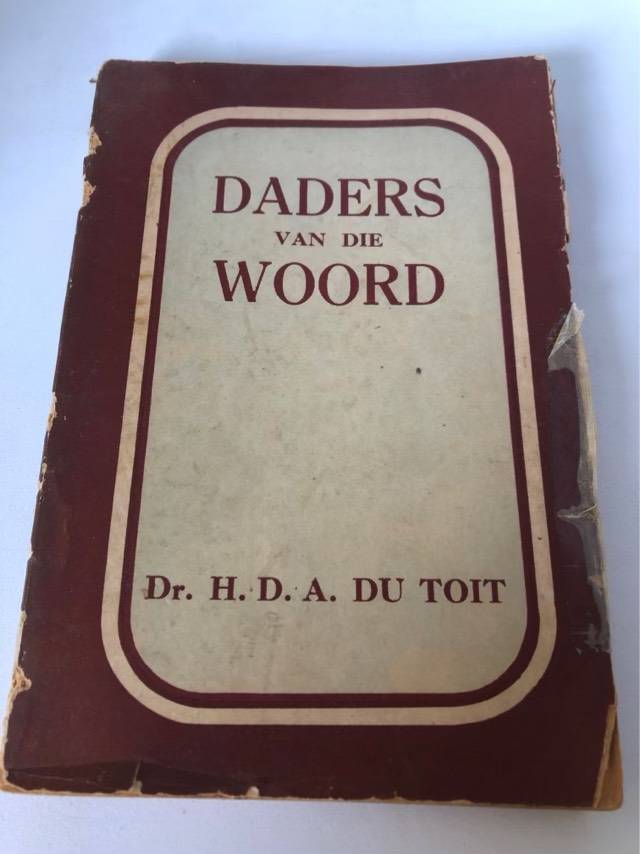 DADERS
VAN DIE
WOORD
Dr. H. D. A. DU TOIT